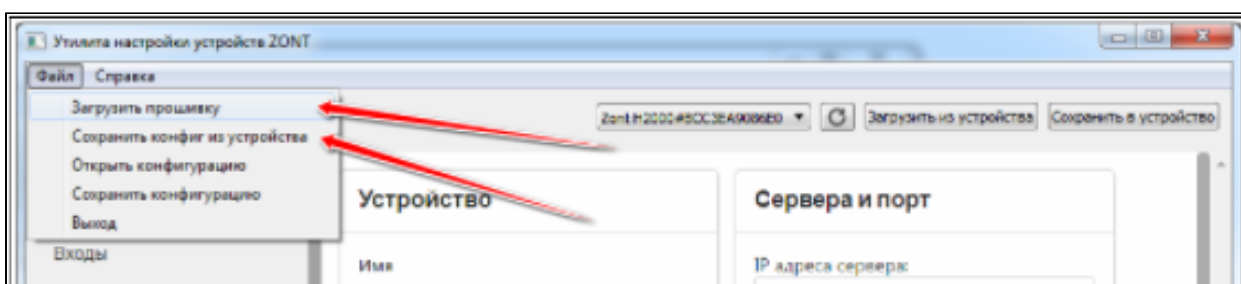 Утилита настройки устройств ZONT
Файл Справка
Загрузить прошивку
Сохранить конфиг из устройства
Открыть конфигурацию
Сохранить конфигурацию
Выход
Загрузить из устройства Сохранить в устройство
Входы
Устройство
Имя
Сервера и порт
IP адреса сервера: